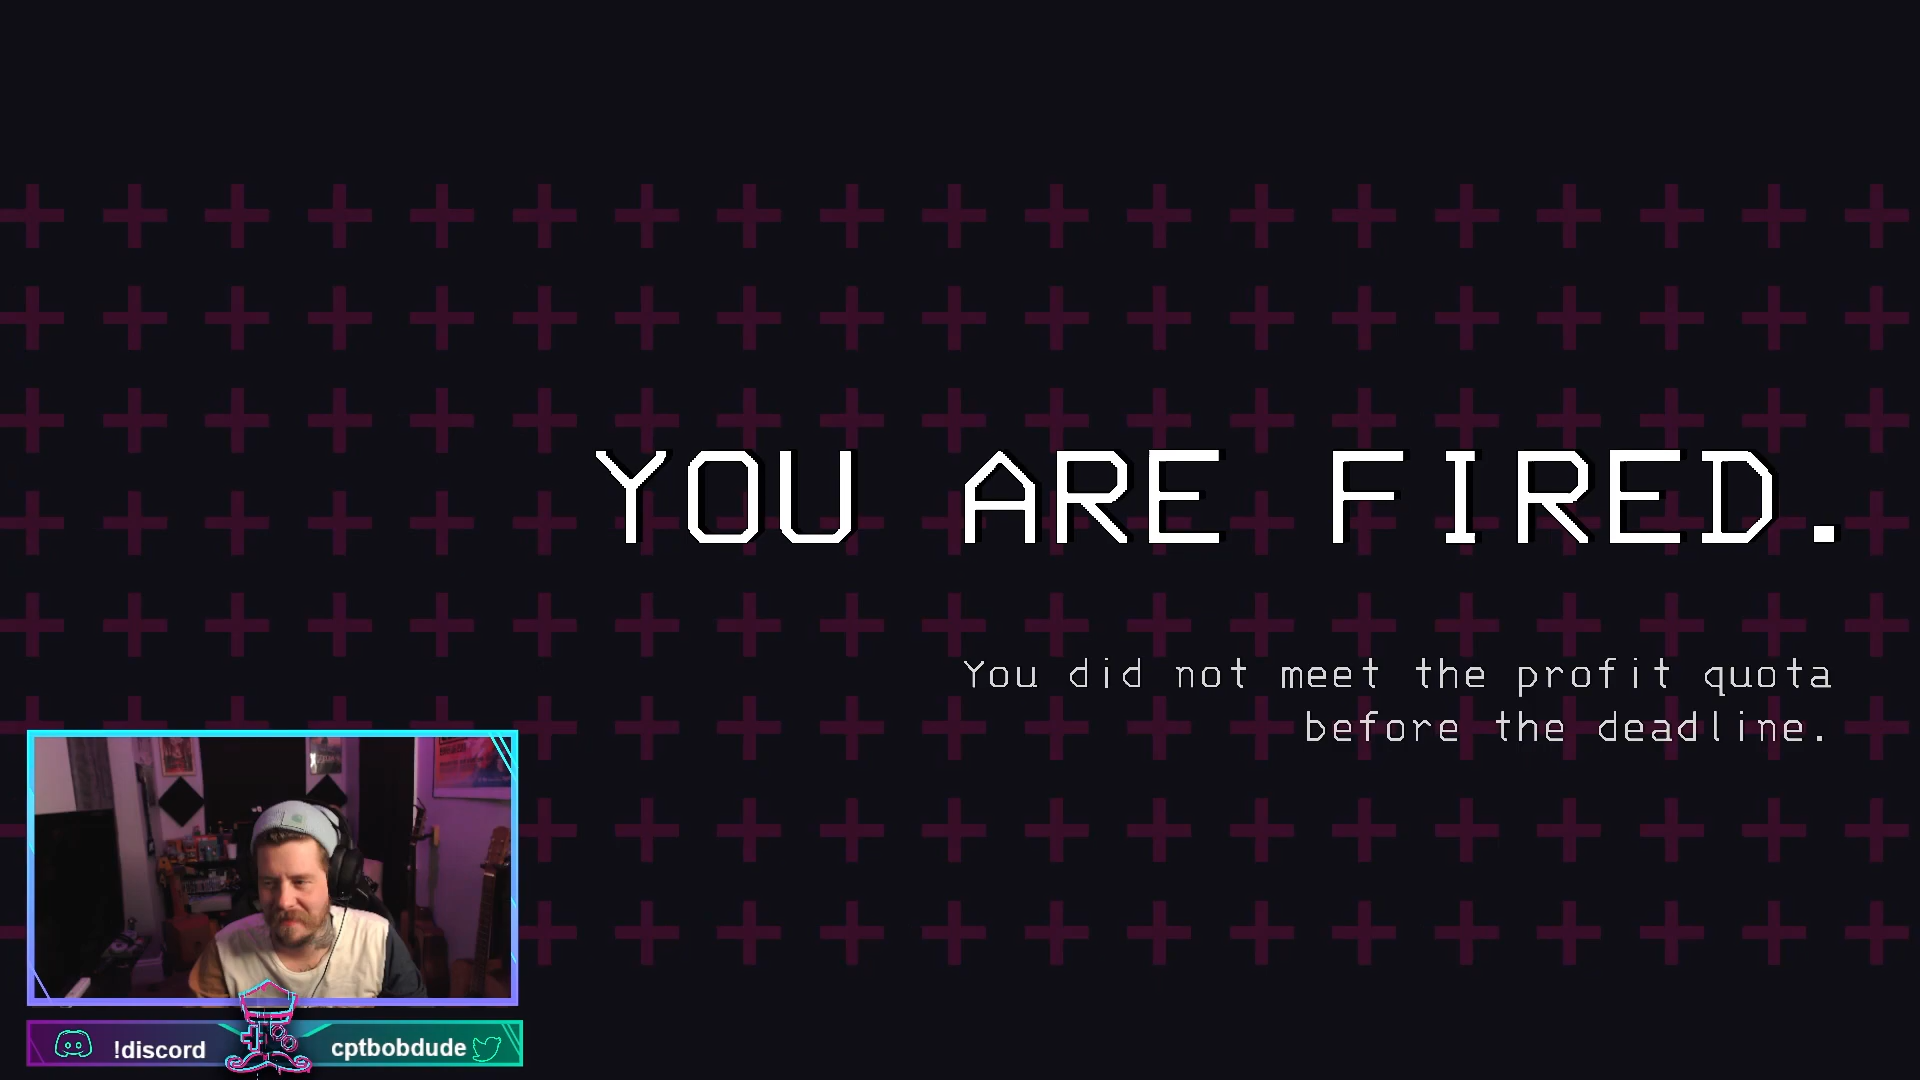 YOU ARE FIRED.
You did not meet the profit quota
before the deadline.
!discord
cptbobdude